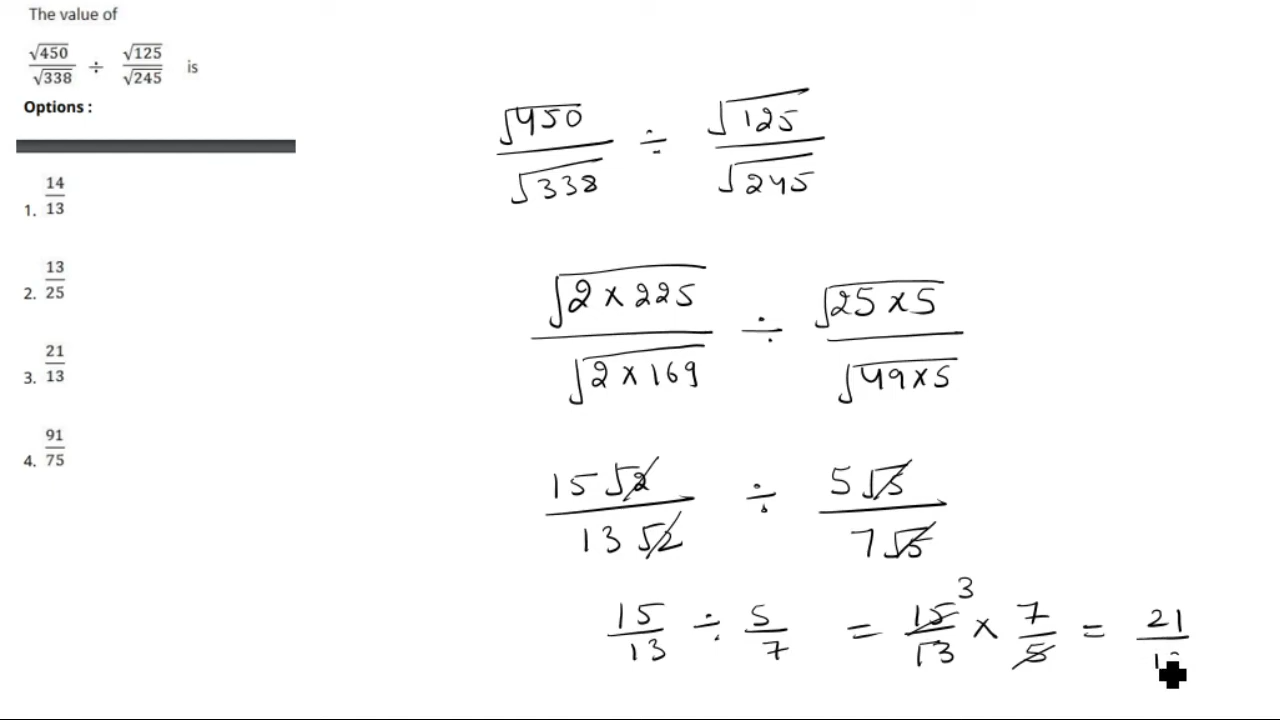 The value of
√450/√338 ÷ √125/√245 is
Options :
1. 14/13
2. 13/25
3. 21/13
4. 91/75
√450/√338 ÷ √125/√245
√2 × 225/√2 × 169 ÷ √25 × 5/√49 × 5
15√2/13√2 ÷ 5√5/7√5
15/13 ÷ 5/7 = 15 3/13 × 7/5 = 21/1